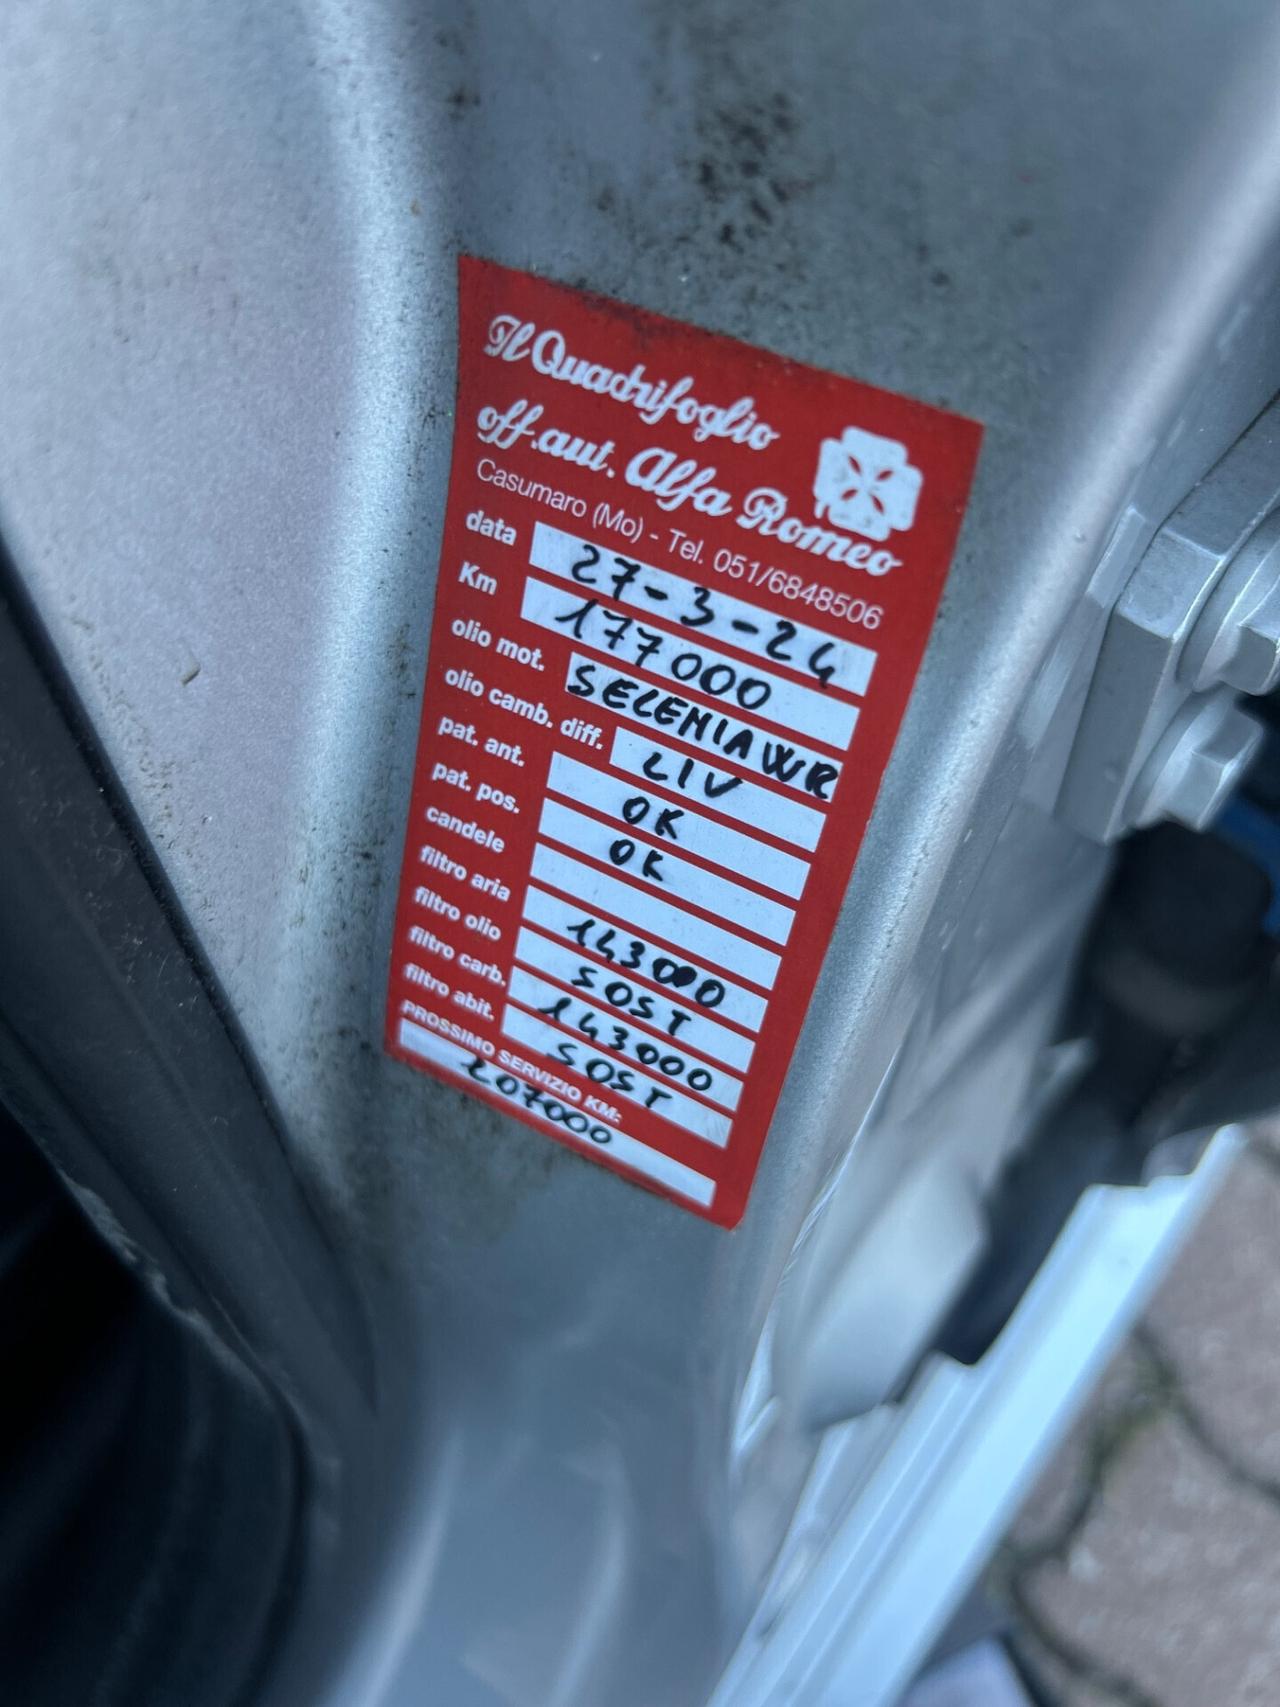 Il Quadrifoglio
off.aut. Alfa Romeo
Casumaro (Mo) - Tel. 051/6848506
data 27-3-24
Km 177000
olio mot. SELENIA WR
olio camb. diff. LIV
pat. ant. OK
pat. pos. OK
candele
filtro aria 143000
filtro olio SOST
filtro carb. 143000
filtro abit. SOST
PROSSIMO SERVIZIO KM:
207000